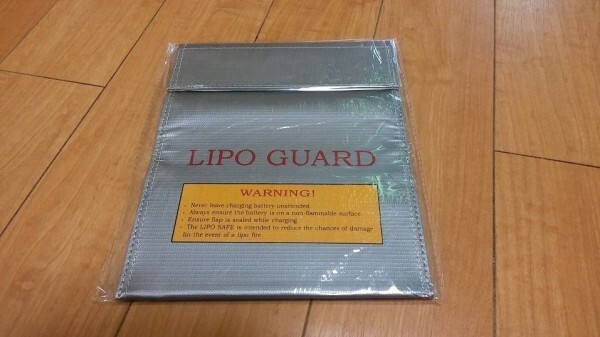 LIPO GUARD
WARNING!
- Never leave charging battery unattended.
- Always ensure the battery is on a non-flammable surface.
- Ensure flap is sealed while charging.
- The LIPO SAFE is intended to reduce the chances of damage
for the event of a lipo fire.